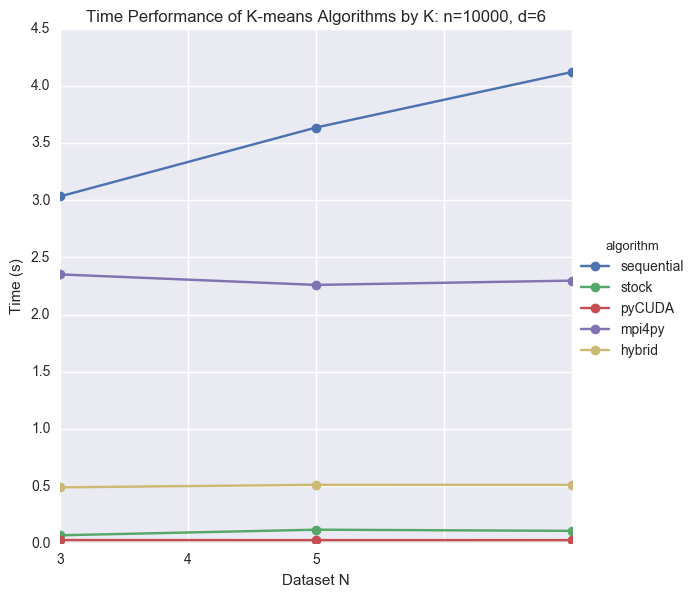 Time Performance of K-means Algorithms by K: n=10000, d=6
4.5
4.0
3.5
3.0
2.5
2.0
1.5
1.0
0.5
0.0
Time (s)
3 4 5
Dataset N
algorithm
sequential
stock
pyCUDA
mpi4py
hybrid